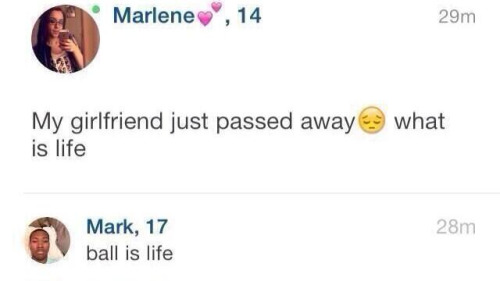 Marlene💕, 14
29m
My girlfriend just passed away😔 what
is life
Mark, 17
28m
ball is life